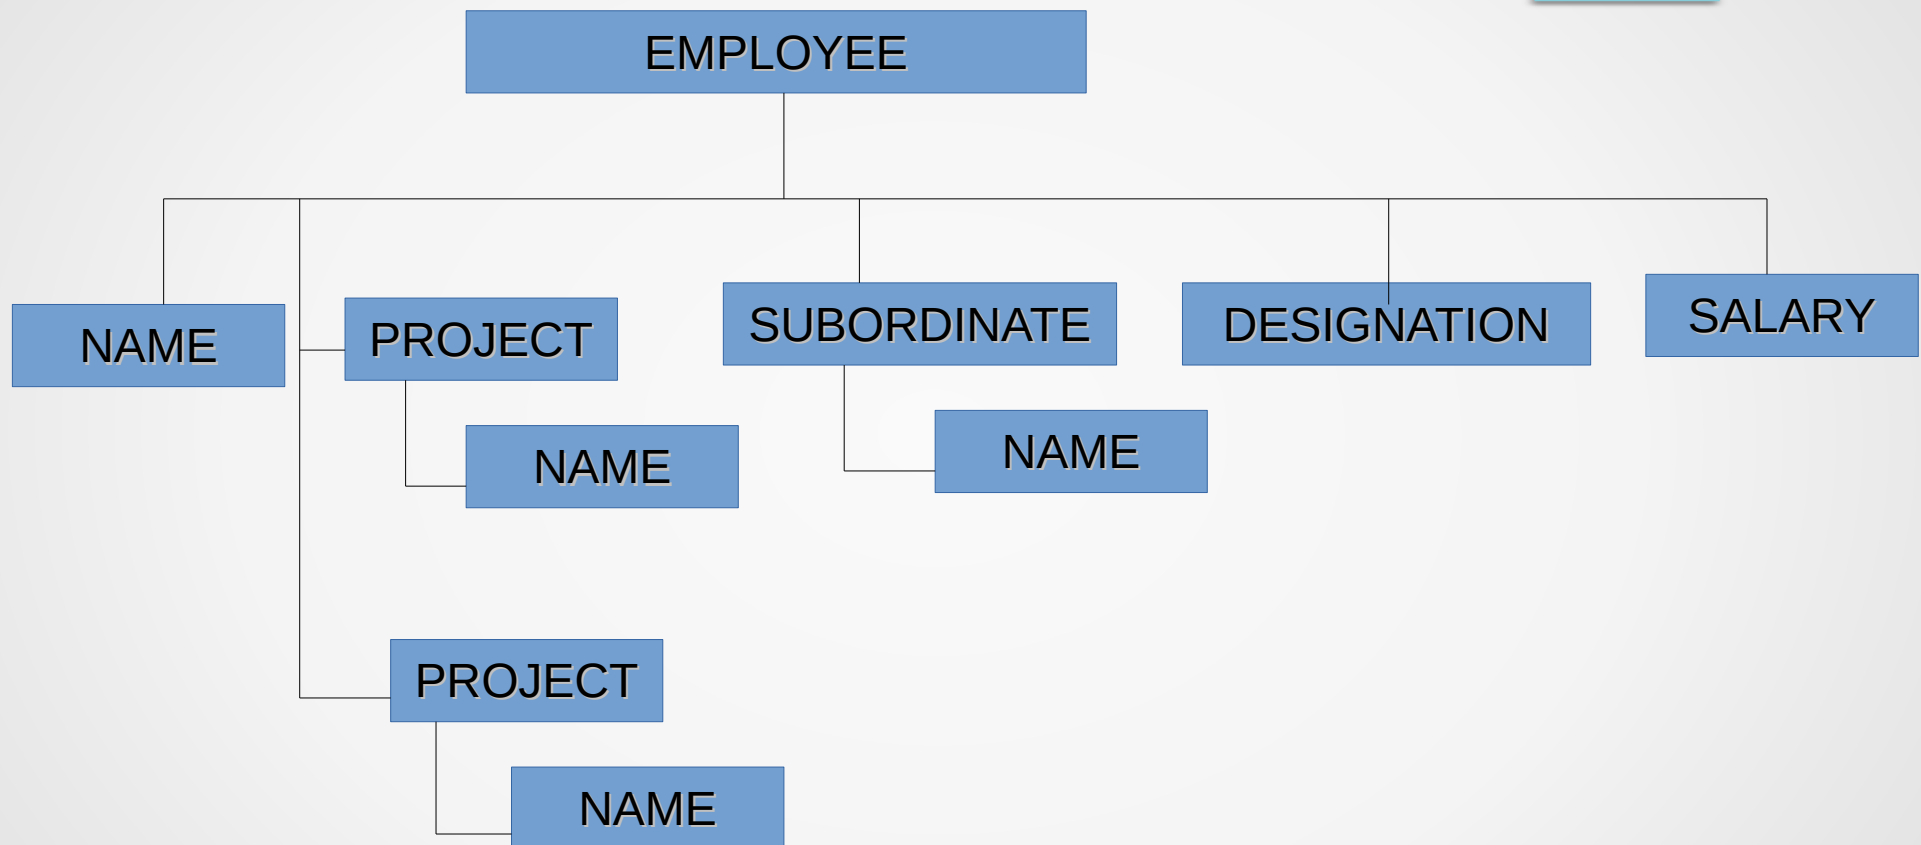 EMPLOYEE
NAME
PROJECT
SUBORDINATE
DESIGNATION
SALARY
NAME
NAME
PROJECT
NAME